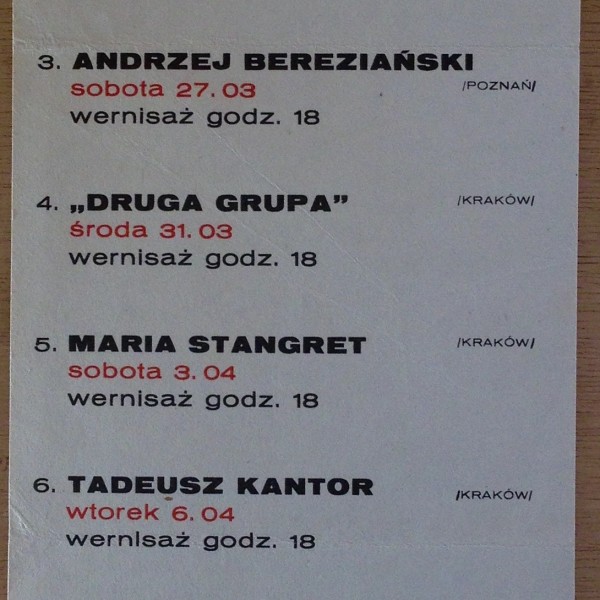 3. ANDRZEJ BEREZIAŃSKI
sobota 27.03 /POZNAŃ/
wernisaż godz. 18
4. „DRUGA GRUPA” /KRAKÓW/
środa 31.03
wernisaż godz. 18
5. MARIA STANGRET /KRAKÓW/
sobota 3.04
wernisaż godz. 18
6. TADEUSZ KANTOR /KRAKÓW/
wtorek 6.04
wernisaż godz. 18